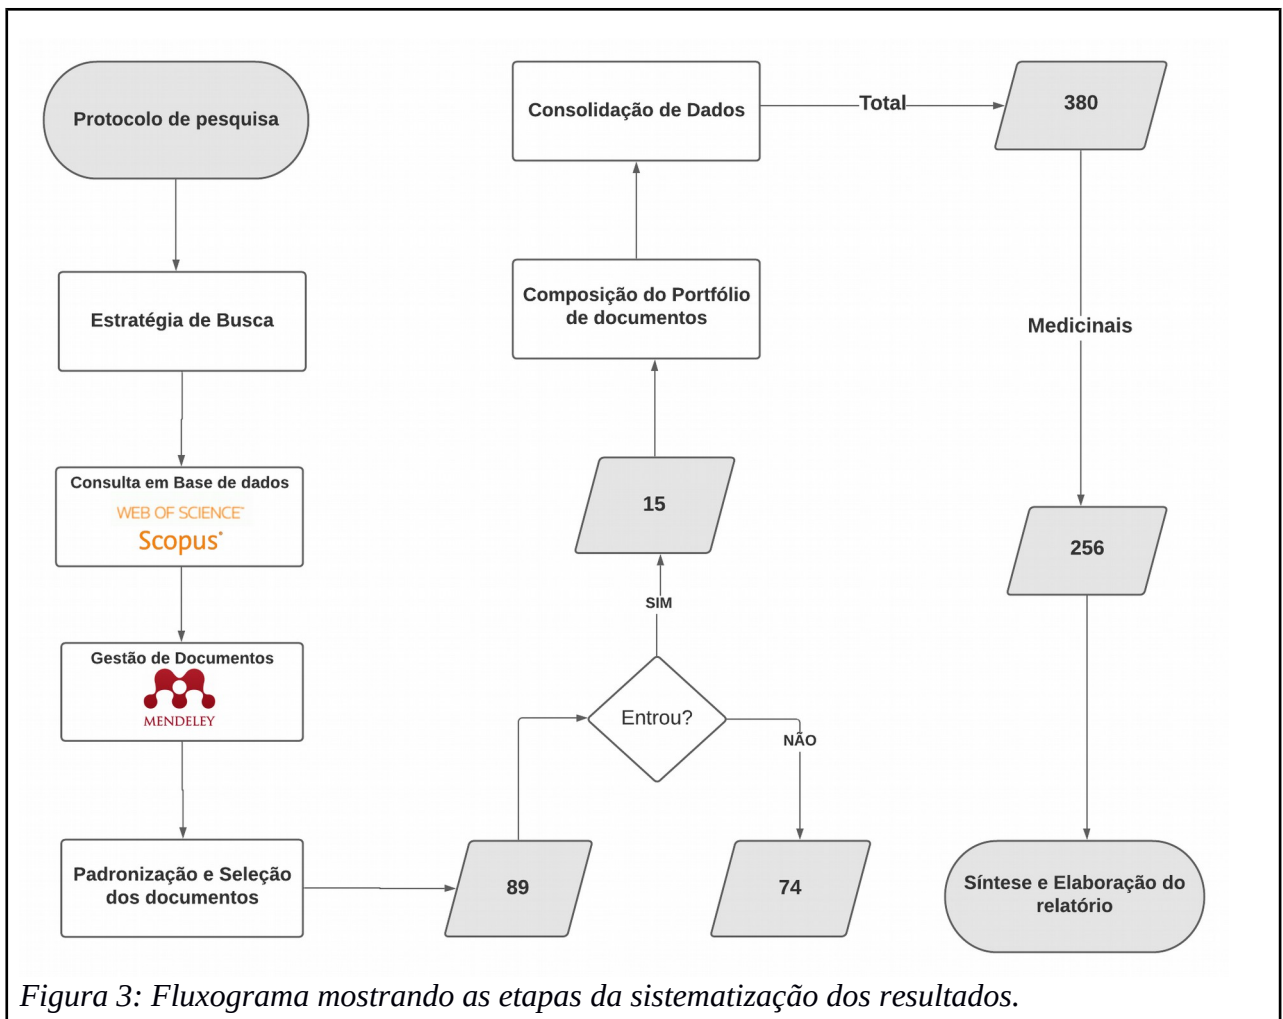 Protocolo de pesquisa
Estratégia de Busca
Consulta em Base de dados
WEB OF SCIENCE™
Scopus
Gestão de Documentos
MENDELEY
Padronização e Seleção
dos documentos
89
Entrou?
NÃO
74
SIM
15
Composição do Portfólio
de documentos
Consolidação de Dados
Total
380
Medicinais
256
Síntese e Elaboração do
relatório
Figura 3: Fluxograma mostrando as etapas da sistematização dos resultados.